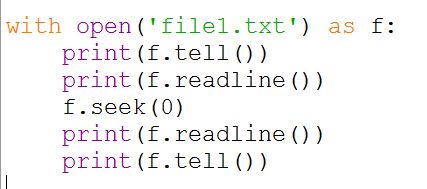 with open('file1.txt') as f:
    print(f.tell())
    print(f.readline())
    f.seek(0)
    print(f.readline())
    print(f.tell())